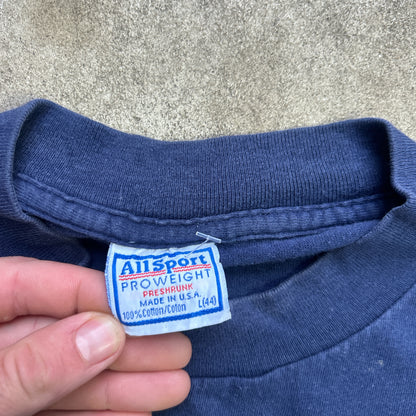 AllSport
PROWEIGHT
PRESHRUNK
MADE IN U.S.A.
100% Cotton/Coton L(44)